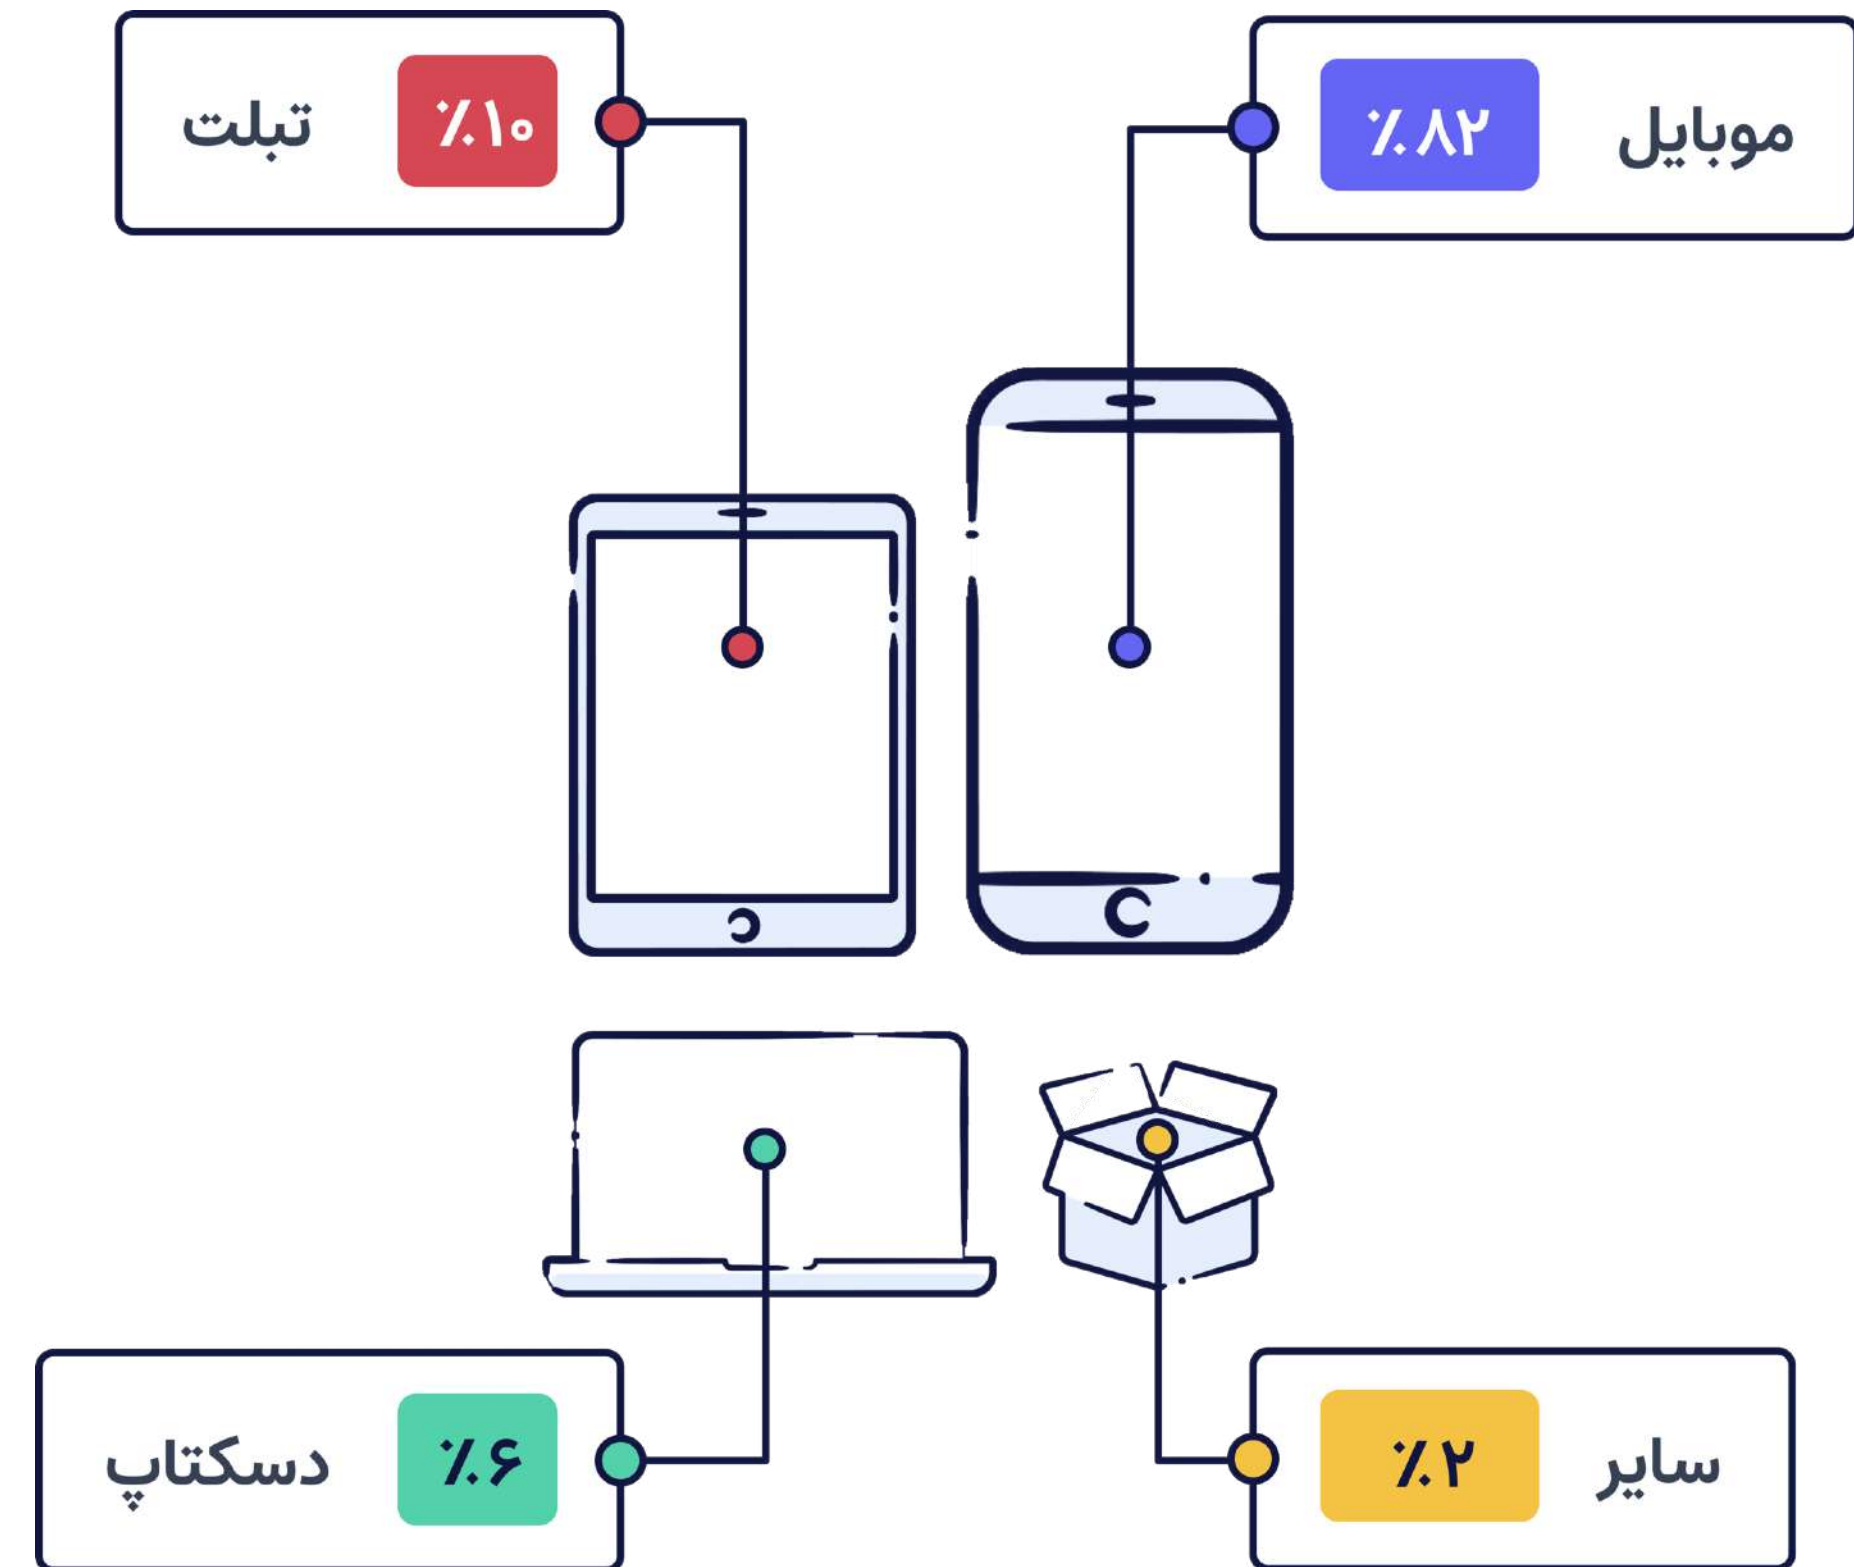 موبایل ٪۸۲
٪۱۰ تبلت
سایر ٪۲
٪۶ دسکتاپ